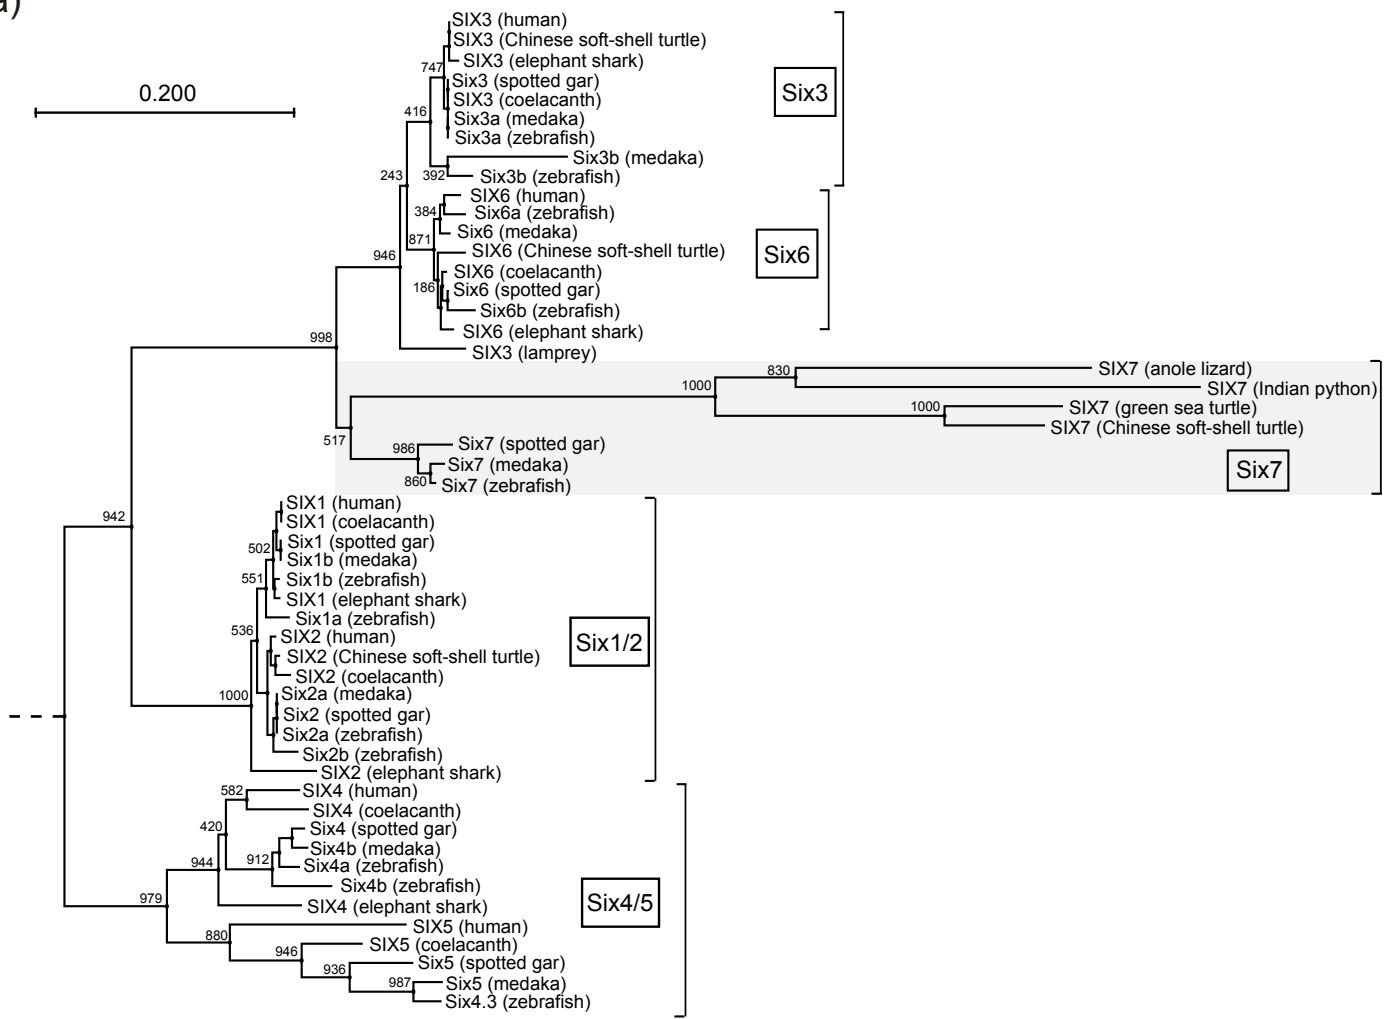 a)
0.200
SIX3 (human)
SIX3 (Chinese soft-shell turtle)
SIX3 (elephant shark)
747
Six3 (spotted gar)
SIX3 (coelacanth)
416
Six3a (medaka)
Six3a (zebrafish)
Six3
Six3b (medaka)
243
392
Six3b (zebrafish)
SIX6 (human)
384
Six6a (zebrafish)
Six6 (medaka)
871
SIX6 (Chinese soft-shell turtle)
946
Six6
SIX6 (coelacanth)
186
Six6 (spotted gar)
Six6b (zebrafish)
SIX6 (elephant shark)
998
SIX3 (lamprey)
830
SIX7 (anole lizard)
1000
SIX7 (Indian python)
1000
SIX7 (green sea turtle)
SIX7 (Chinese soft-shell turtle)
517
986
Six7 (spotted gar)
Six7 (medaka)
860
Six7 (zebrafish)
Six7
942
SIX1 (human)
SIX1 (coelacanth)
Six1 (spotted gar)
502
Six1b (medaka)
551
Six1b (zebrafish)
SIX1 (elephant shark)
Six1a (zebrafish)
536
SIX2 (human)
Six1/2
SIX2 (Chinese soft-shell turtle)
SIX2 (coelacanth)
1000
Six2a (medaka)
Six2 (spotted gar)
Six2a (zebrafish)
Six2b (zebrafish)
SIX2 (elephant shark)
582
SIX4 (human)
SIX4 (coelacanth)
420
Six4 (spotted gar)
Six4b (medaka)
944
912
Six4a (zebrafish)
Six4b (zebrafish)
979
SIX4 (elephant shark)
Six4/5
SIX5 (human)
880
SIX5 (coelacanth)
946
Six5 (spotted gar)
936
987
Six5 (medaka)
Six4.3 (zebrafish)